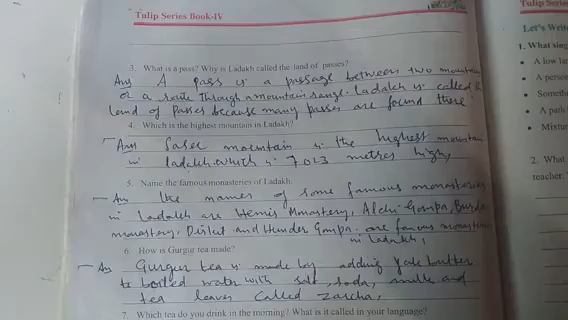 Tulip Series Book-IV
3. What is a pass? Why is Ladakh called the land of passes?
Ans A pass is a passage between two mountains
or a route through a mountain range. Ladakh is called the
land of Passes because many passes are found there
4. Which is the highest mountain in Ladakh?
Ans Saser mountain is the highest mountain
in ladakh. which is 7013 metres high,
5. Name the famous monasteries of Ladakh.
Ans the names of some famous monasteries
in Ladakh are Hemis Monastery, Alchi Gompa,
monastery, Diskit and Hunder Gompa. are famous monasteries
in Ladakh,
6. How is Gurgur tea made?
Ans Gurgur tea is made by adding Yak butter
to boiled water with salt, soda, milk and
tea leaves called zascha,
7. Which tea do you drink in the morning? What is it called in your language?
Tulip Series
Let's Write
1. What
• A low
• A person
• Someth
• A path
• Mixtur
2. What
teacher.